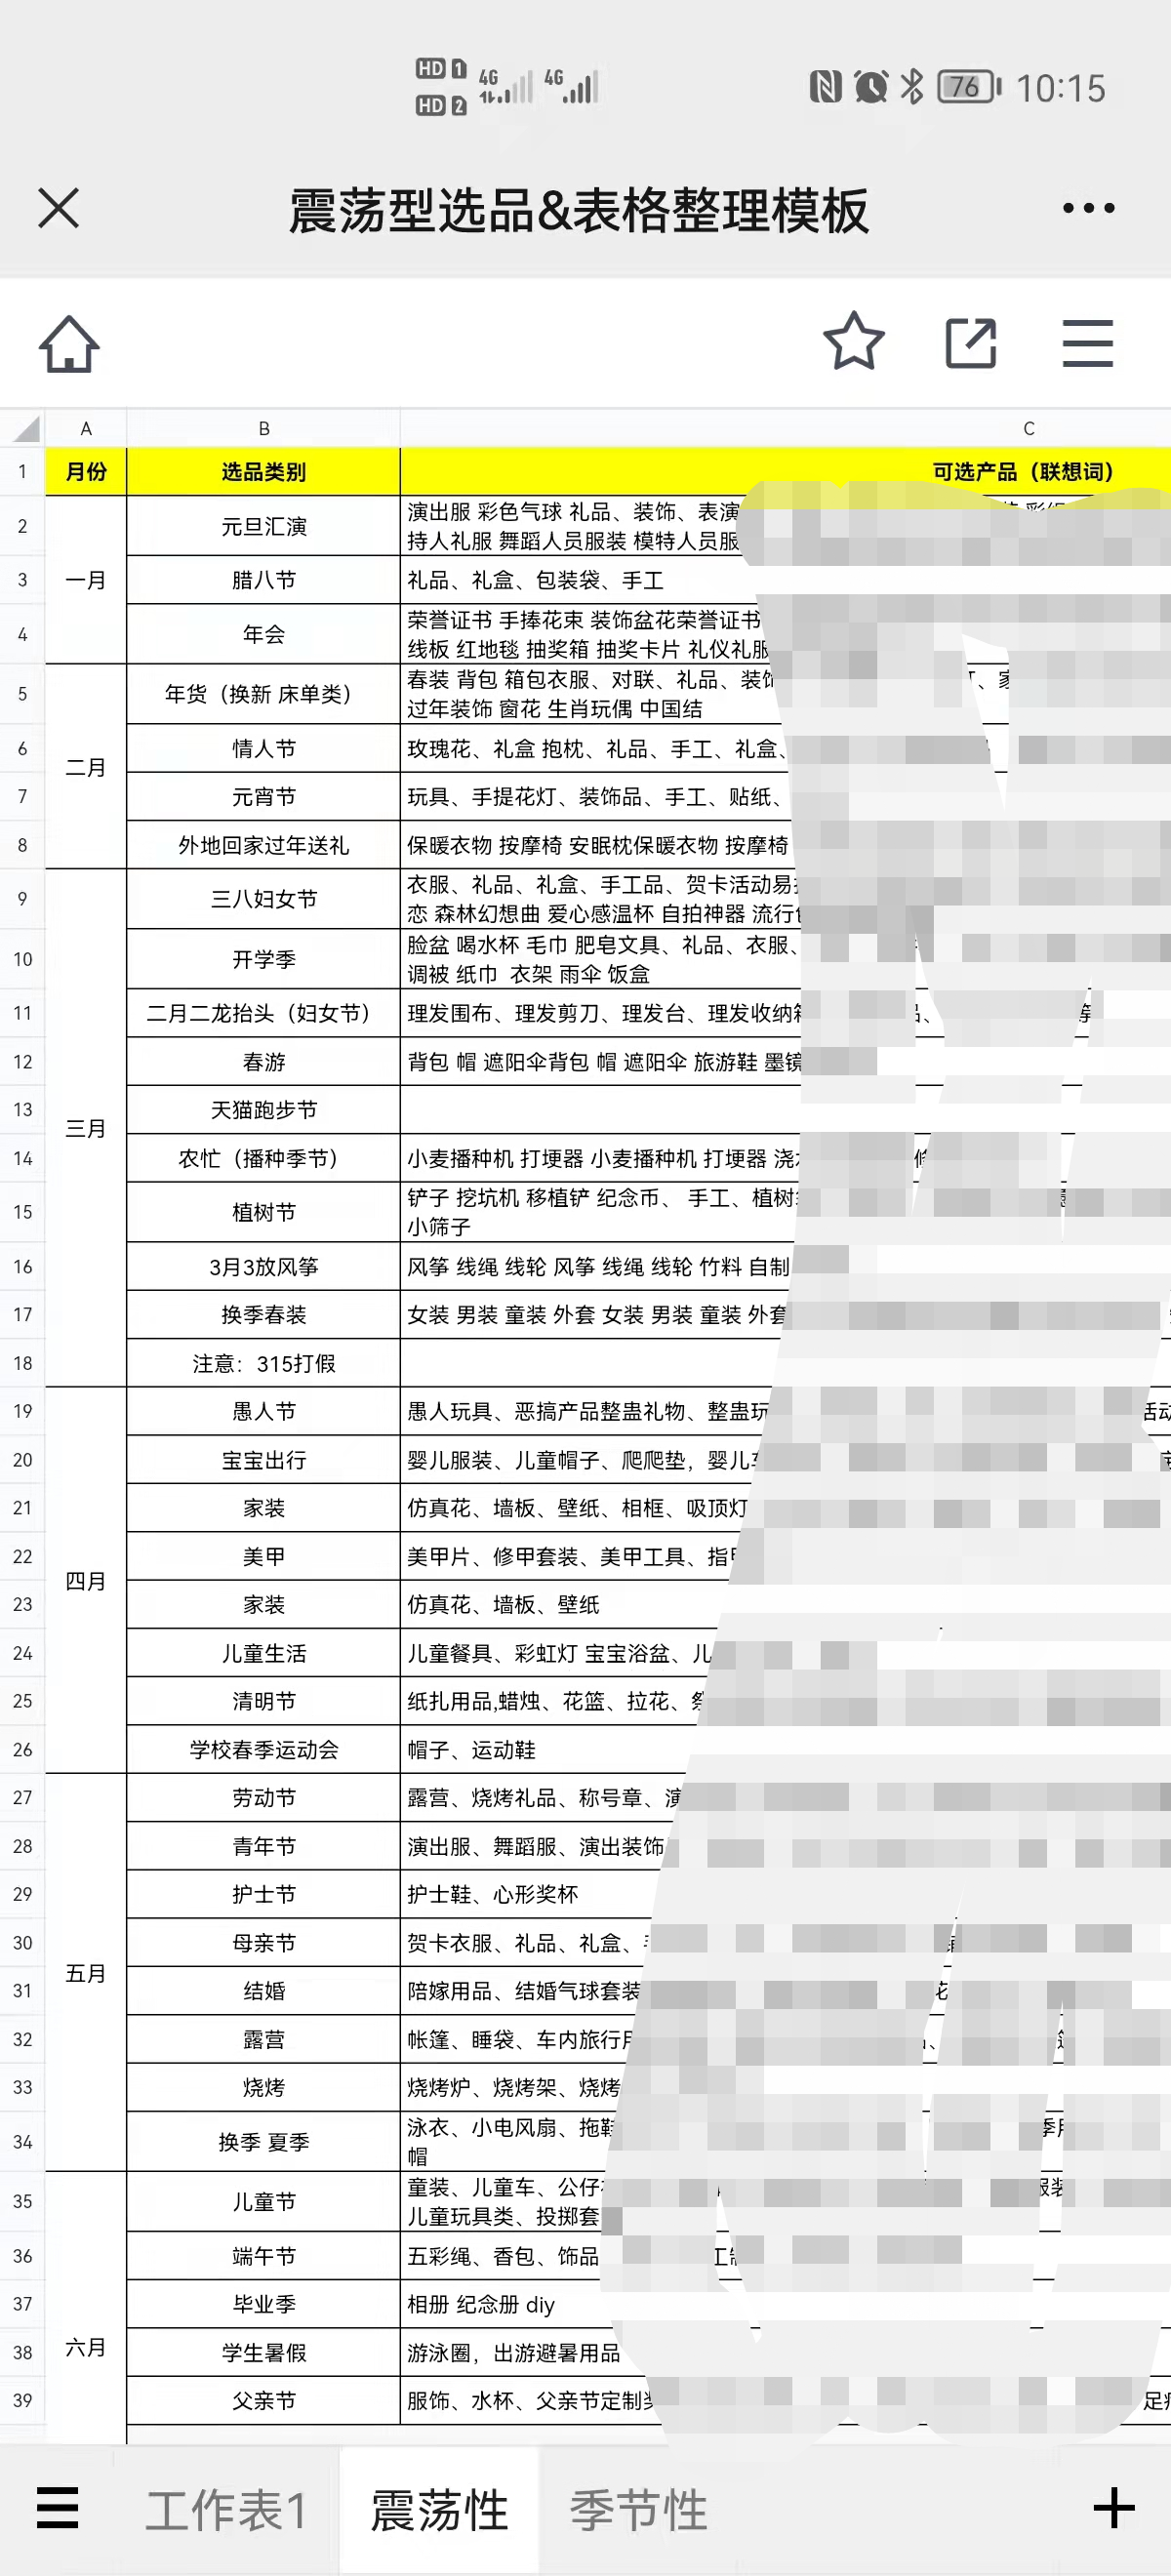 HD 1 4G 4G 76 10:15
HD 2
震荡型选品&表格整理模板
A B C
1 月份 选品类别 可选产品（联想词）
2 元旦汇演 演出服 彩色气球 礼品、装饰、表演
持人礼服 舞蹈人员服装 模特人员服
一月
3 腊八节 礼品、礼盒、包装袋、手工
4 年会 荣誉证书 手捧花束 装饰盆花荣誉证书
线板 红地毯 抽奖箱 抽奖卡片 礼仪礼服
5 年货（换新 床单类） 春装 背包 箱包衣服、对联、礼品、装饰
过年装饰 窗花 生肖玩偶 中国结
二月
6 情人节 玫瑰花、礼盒 抱枕、礼品、手工、礼盒、
7 元宵节 玩具、手提花灯、装饰品、手工、贴纸、
8 外地回家过年送礼 保暖衣物 按摩椅 安眠枕保暖衣物 按摩椅
9 三八妇女节 衣服、礼品、礼盒、手工品、贺卡活动易
恋 森林幻想曲 爱心感温杯 自拍神器 流行
10 开学季 脸盆 喝水杯 毛巾 肥皂文具、礼品、衣服、
调被 纸巾 衣架 雨伞 饭盒
11 二月二龙抬头（妇女节） 理发围布、理发剪刀、理发台、理发收纳
12 春游 背包 帽 遮阳伞背包 帽 遮阳伞 旅游鞋 墨镜
三月
13 天猫跑步节
14 农忙（播种季节） 小麦播种机 打埂器 小麦播种机 打埂器 浇
15 植树节 铲子 挖坑机 移植铲 纪念币、 手工、植树
小筛子
16 3月3放风筝 风筝 线绳 线轮 风筝 线绳 线轮 竹料 自制
17 换季春装 女装 男装 童装 外套 女装 男装 童装 外套
18 注意：315打假
19 愚人节 愚人玩具、恶搞产品整蛊礼物、整蛊玩
20 宝宝出行 婴儿服装、儿童帽子、爬爬垫，婴儿
21 家装 仿真花、墙板、壁纸、相框、吸顶灯
22 美甲 美甲片、修甲套装、美甲工具、指
四月
23 家装 仿真花、墙板、壁纸
24 儿童生活 儿童餐具、彩虹灯 宝宝浴盆、儿
25 清明节 纸扎用品,蜡烛、花篮、拉花、祭
26 学校春季运动会 帽子、运动鞋
27 劳动节 露营、烧烤礼品、称号章、演
28 青年节 演出服、舞蹈服、演出装饰
29 护士节 护士鞋、心形奖杯
30 母亲节 贺卡衣服、礼品、礼盒、
五月
31 结婚 陪嫁用品、结婚气球套装
32 露营 帐篷、睡袋、车内旅行用
33 烧烤 烧烤炉、烧烤架、烧烤
34 换季 夏季 泳衣、小电风扇、拖鞋
帽
35 儿童节 童装、儿童车、公仔
儿童玩具类、投掷套
36 端午节 五彩绳、香包、饰品
37 毕业季 相册 纪念册 diy
六月
38 学生暑假 游泳圈，出游避暑用品
39 父亲节 服饰、水杯、父亲节定制奖
工作表1 震荡性 季节性